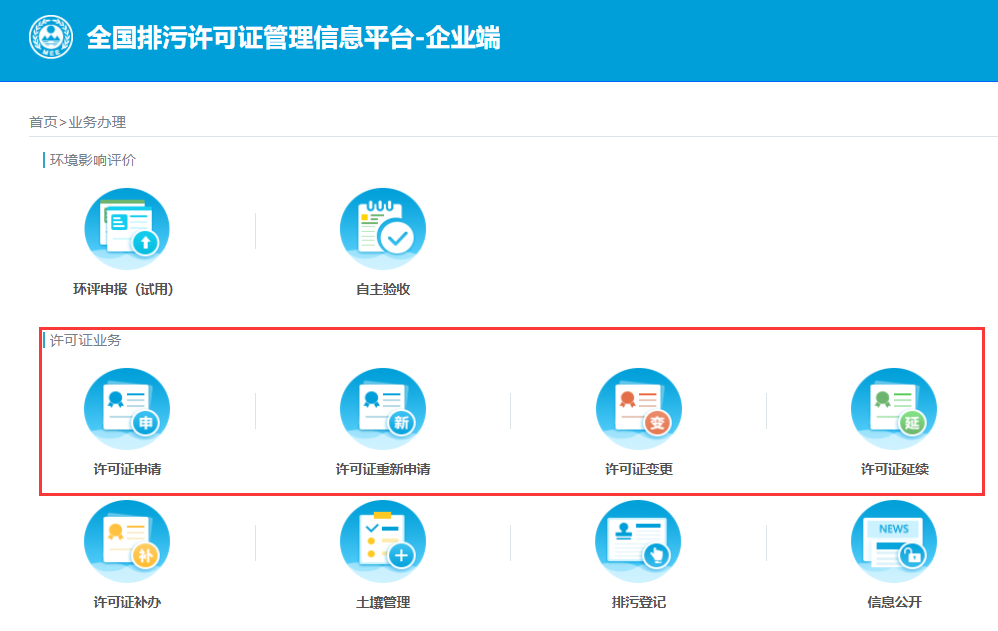 全国排污许可证管理信息平台-企业端
首页>业务办理
环境影响评价
环评申报（试用）
自主验收
许可证业务
申
新
变
延
许可证申请
许可证重新申请
许可证变更
许可证延续
补
NEWS
许可证补办
土壤管理
排污登记
信息公开